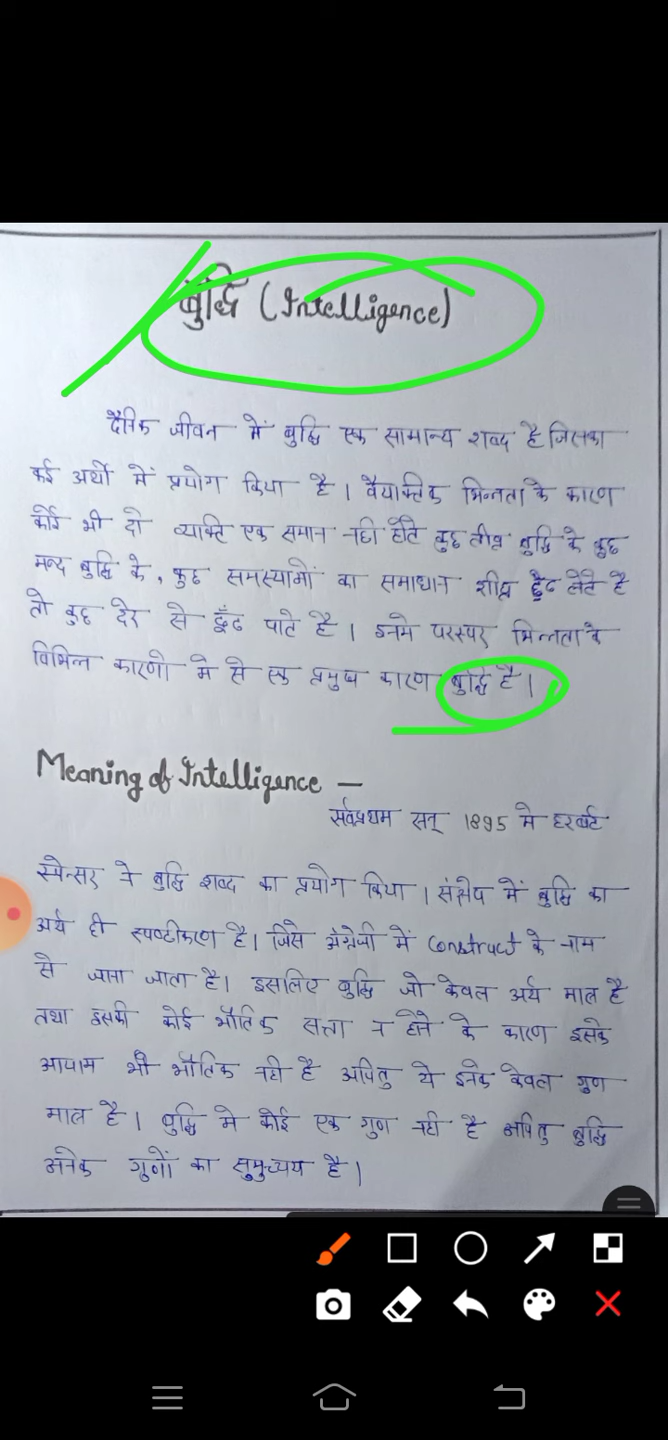 बुद्धि (Intelligence)
दैनिक जीवन में बुद्धि एक सामान्य शब्द है जिसका
कई अर्थो में प्रयोग किया है । वैयाक्तिक भिन्नता के कारण
कोई भी दो व्याक्ति एक समान नही होते कुछ तीव्र बुद्धि के कुछ
मन्द बुद्धि के , कुछ समस्याओं का समाधान शीघ्र ढूँढ लेते है
तो कुछ देर से ढूँढ पाते है । इनमे परस्पर भिन्नता के
विभिन्न कारणो मे से एक प्रमुख कारण बुद्धि है ।
Meaning of Intelligence —
सर्वप्रथम सन् 1895 मे हरबर्ट
स्पेन्सर ने बुद्धि शब्द का प्रयोग किया । संक्षेप में बुद्धि का
अर्थ ही स्पष्टीकरण है। जिसे अंग्रेजी में Construct के नाम
से जाना जाता है। इसलिए बुद्धि जो केवल अर्थ मात्र है
तथा इसकी कोई भौतिक सत्ता न होने के कारण इसके
आयाम भी भौतिक नही है अपितु ये इनके केवल गुण
मात्र है । बुद्धि मे कोई एक गुण नही है अपितु बुद्धि
अनेक गुणों का समुच्चय है ।